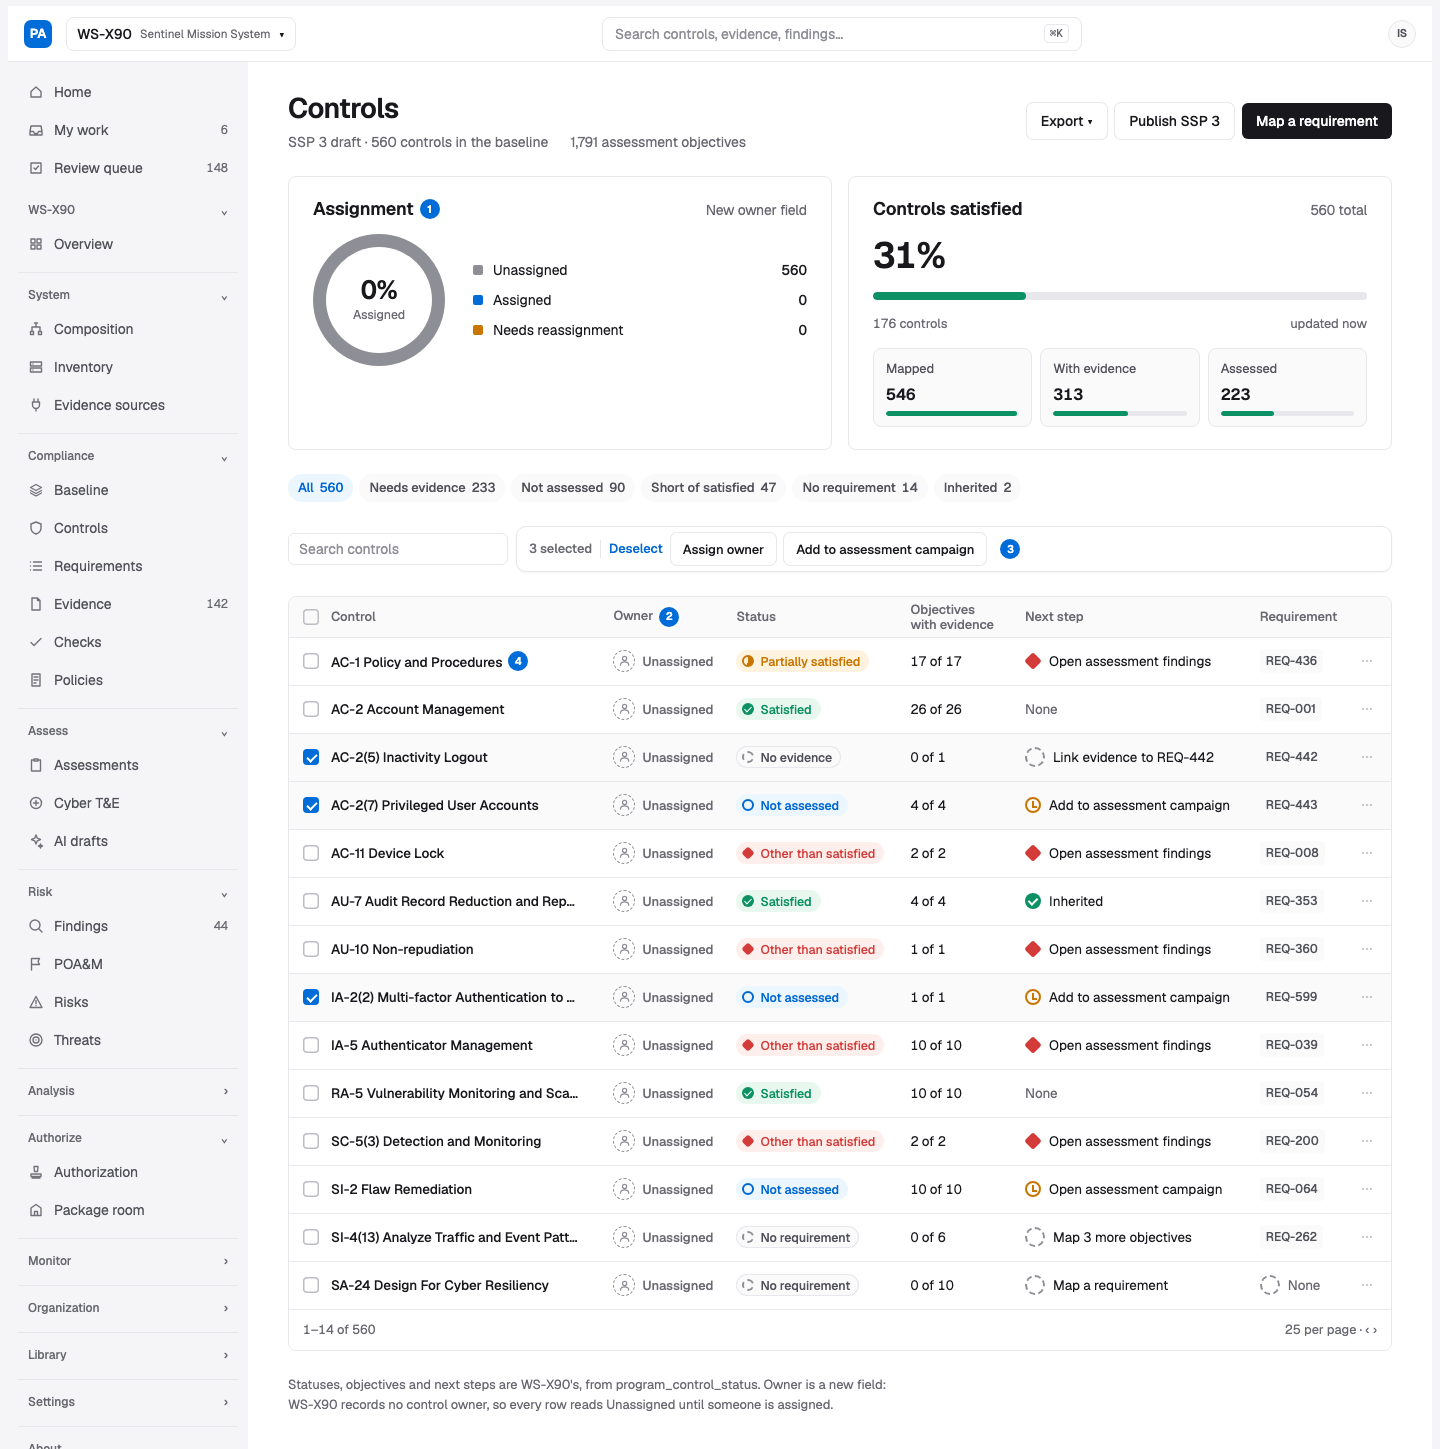 PA
WS-X90 Sentinel Mission System ▾
Search controls, evidence, findings… ⌘K
IS
Home
My work 6
Review queue 148
WS-X90
Overview
System
Composition
Inventory
Evidence sources
Compliance
Baseline
Controls
Requirements
Evidence 142
Checks
Policies
Assess
Assessments
Cyber T&E
AI drafts
Risk
Findings 44
POA&M
Risks
Threats
Analysis ›
Authorize
Authorization
Package room
Monitor ›
Organization ›
Library ›
Settings ›
About
Controls
SSP 3 draft · 560 controls in the baseline 1,791 assessment objectives
Export ▾
Publish SSP 3
Map a requirement
Assignment 1
New owner field
0%
Assigned
Unassigned 560
Assigned 0
Needs reassignment 0
Controls satisfied
560 total
31%
176 controls
updated now
Mapped
546
With evidence
313
Assessed
223
All 560
Needs evidence 233
Not assessed 90
Short of satisfied 47
No requirement 14
Inherited 2
Search controls
3 selected
Deselect
Assign owner
Add to assessment campaign
3
Control
Owner 2
Status
Objectives
with evidence
Next step
Requirement
AC-1 Policy and Procedures 4 Unassigned Partially satisfied 17 of 17 Open assessment findings REQ-436 ···
AC-2 Account Management Unassigned Satisfied 26 of 26 None REQ-001 ···
AC-2(5) Inactivity Logout Unassigned No evidence 0 of 1 Link evidence to REQ-442 REQ-442 ···
AC-2(7) Privileged User Accounts Unassigned Not assessed 4 of 4 Add to assessment campaign REQ-443 ···
AC-11 Device Lock Unassigned Other than satisfied 2 of 2 Open assessment findings REQ-008 ···
AU-7 Audit Record Reduction and Rep… Unassigned Satisfied 4 of 4 Inherited REQ-353 ···
AU-10 Non-repudiation Unassigned Other than satisfied 1 of 1 Open assessment findings REQ-360 ···
IA-2(2) Multi-factor Authentication to … Unassigned Not assessed 1 of 1 Add to assessment campaign REQ-599 ···
IA-5 Authenticator Management Unassigned Other than satisfied 10 of 10 Open assessment findings REQ-039 ···
RA-5 Vulnerability Monitoring and Sca… Unassigned Satisfied 10 of 10 None REQ-054 ···
SC-5(3) Detection and Monitoring Unassigned Other than satisfied 2 of 2 Open assessment findings REQ-200 ···
SI-2 Flaw Remediation Unassigned Not assessed 10 of 10 Open assessment campaign REQ-064 ···
SI-4(13) Analyze Traffic and Event Patt… Unassigned No requirement 0 of 6 Map 3 more objectives REQ-262 ···
SA-24 Design For Cyber Resiliency Unassigned No requirement 0 of 10 Map a requirement None ···
1–14 of 560
25 per page · ‹ ›
Statuses, objectives and next steps are WS-X90's, from program_control_status. Owner is a new field:
WS-X90 records no control owner, so every row reads Unassigned until someone is assigned.